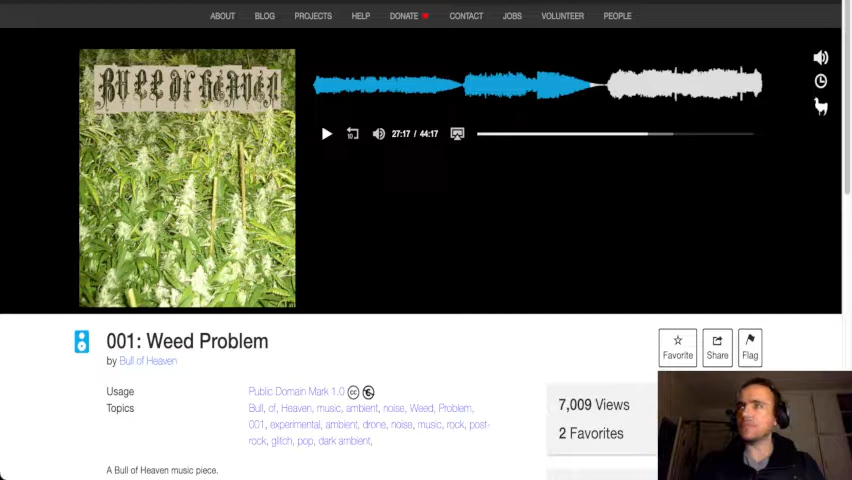 ABOUT BLOG PROJECTS HELP DONATE CONTACT JOBS VOLUNTEER PEOPLE
Bull of Heaven
10
27:17 / 44:17
001: Weed Problem
by Bull of Heaven
Favorite Share Flag
Usage Public Domain Mark 1.0 cc
Topics Bull, of, Heaven, music, ambient, noise, Weed, Problem,
001, experimental, ambient, drone, noise, music, rock, post-
rock, glitch, pop, dark ambient,
7,009 Views
2 Favorites
A Bull of Heaven music piece.